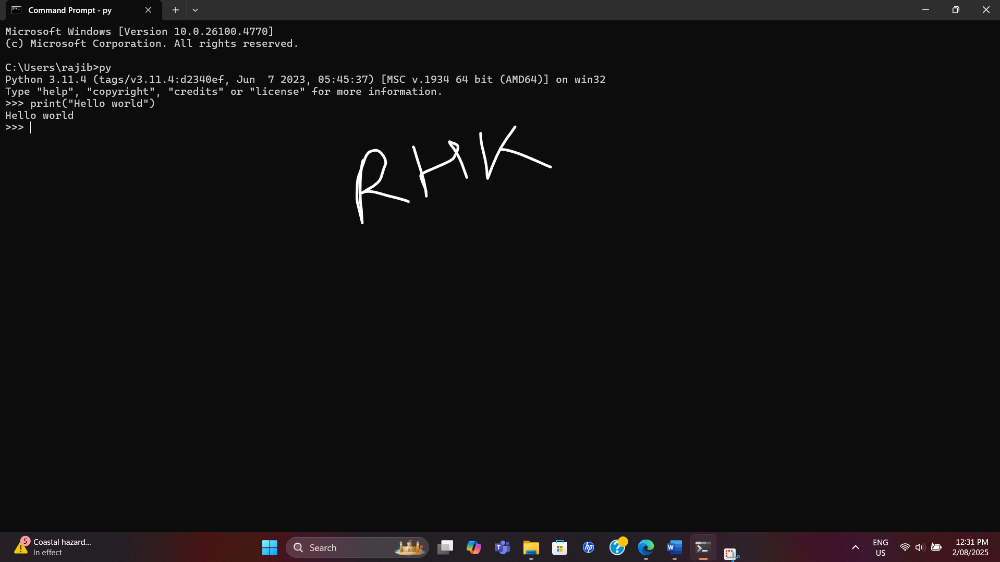 Command Prompt - py
Microsoft Windows [Version 10.0.26100.4770]
(c) Microsoft Corporation. All rights reserved.
C:\Users\rajib>py
Python 3.11.4 (tags/v3.11.4:d2340ef, Jun  7 2023, 05:45:37) [MSC v.1934 64 bit (AMD64)] on win32
Type "help", "copyright", "credits" or "license" for more information.
>>> print("Hello world")
Hello world
>>>
RHK
5
Coastal hazard...
In effect
Search
T
hp
?
W
ENG
US
12:31 PM
2/08/2025